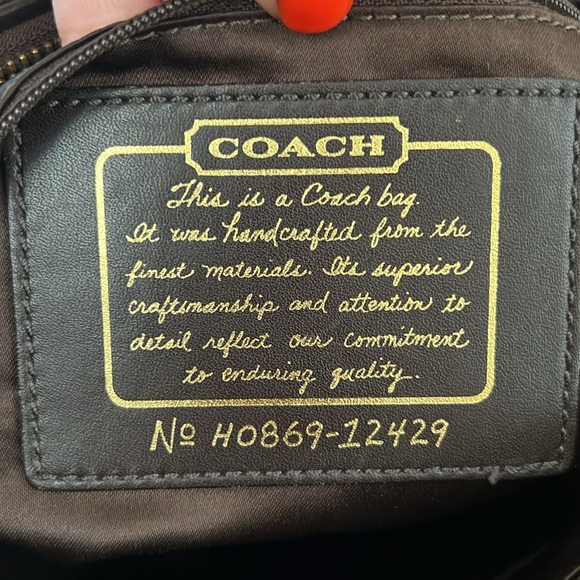 COACH
This is a Coach bag.
It was handcrafted from the
finest materials. Its superior
craftsmanship and attention to
detail reflect our commitment
to enduring quality.
No H0869-12429